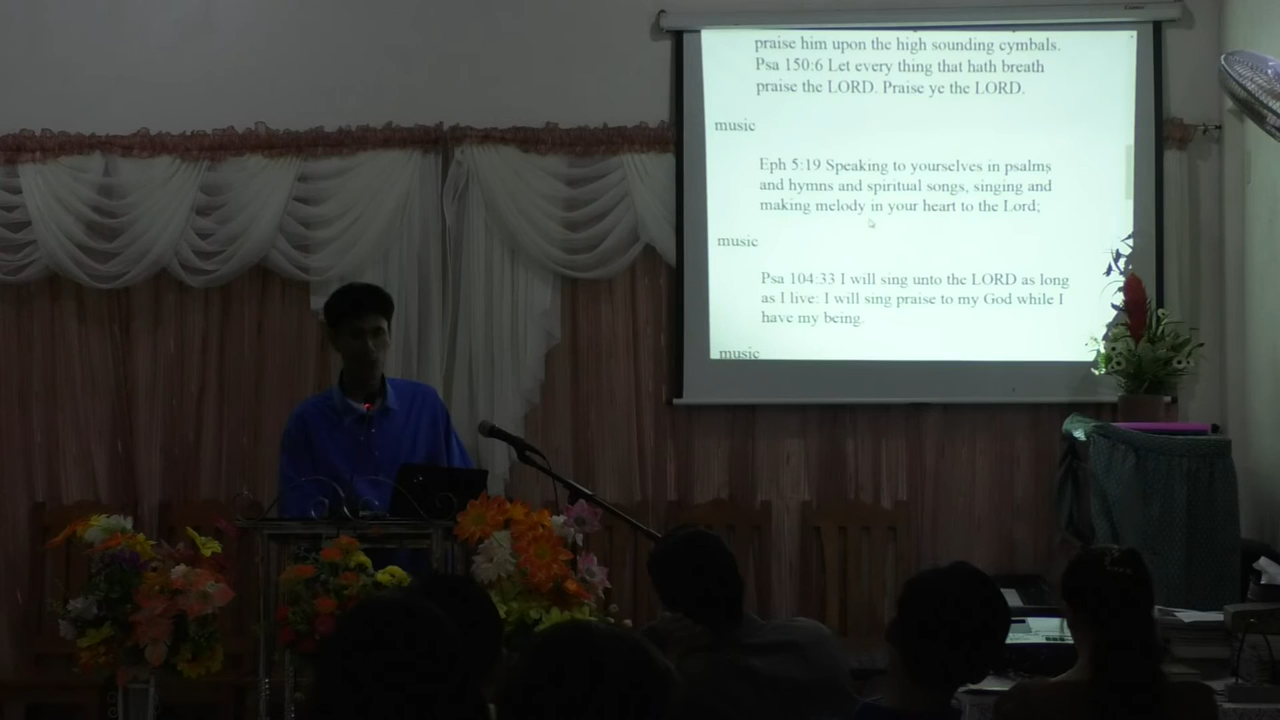 praise him upon the high sounding cymbals.
Psa 150:6 Let every thing that hath breath
praise the LORD. Praise ye the LORD.
music
Eph 5:19 Speaking to yourselves in psalms
and hymns and spiritual songs, singing and
making melody in your heart to the Lord;
music
Psa 104:33 I will sing unto the LORD as long
as I live: I will sing praise to my God while I
have my being.
music